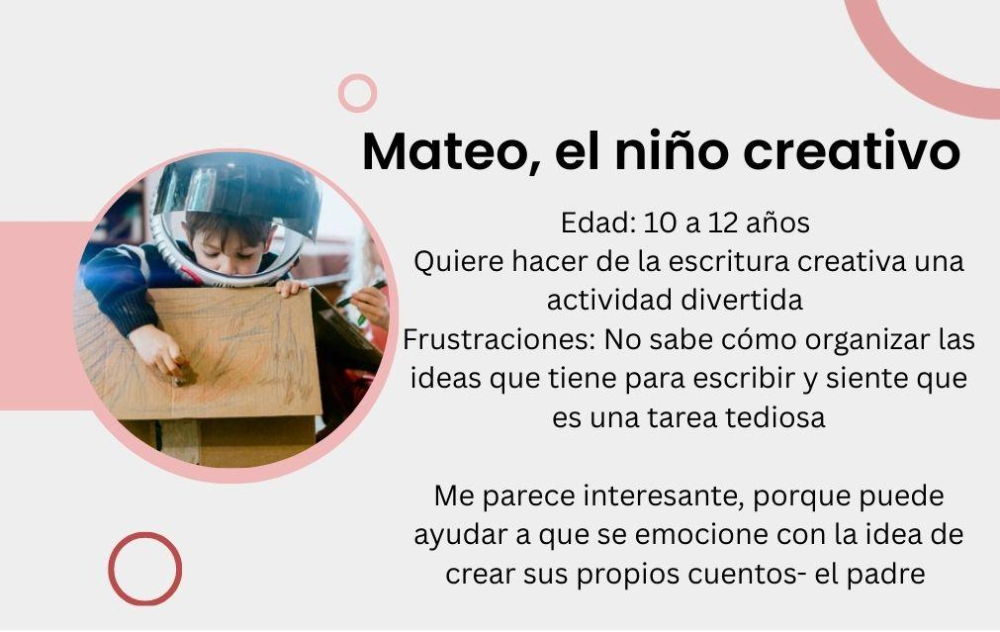 Mateo, el niño creativo
Edad: 10 a 12 años
Quiere hacer de la escritura creativa una
actividad divertida
Frustraciones: No sabe cómo organizar las
ideas que tiene para escribir y siente que
es una tarea tediosa
Me parece interesante, porque puede
ayudar a que se emocione con la idea de
crear sus propios cuentos- el padre